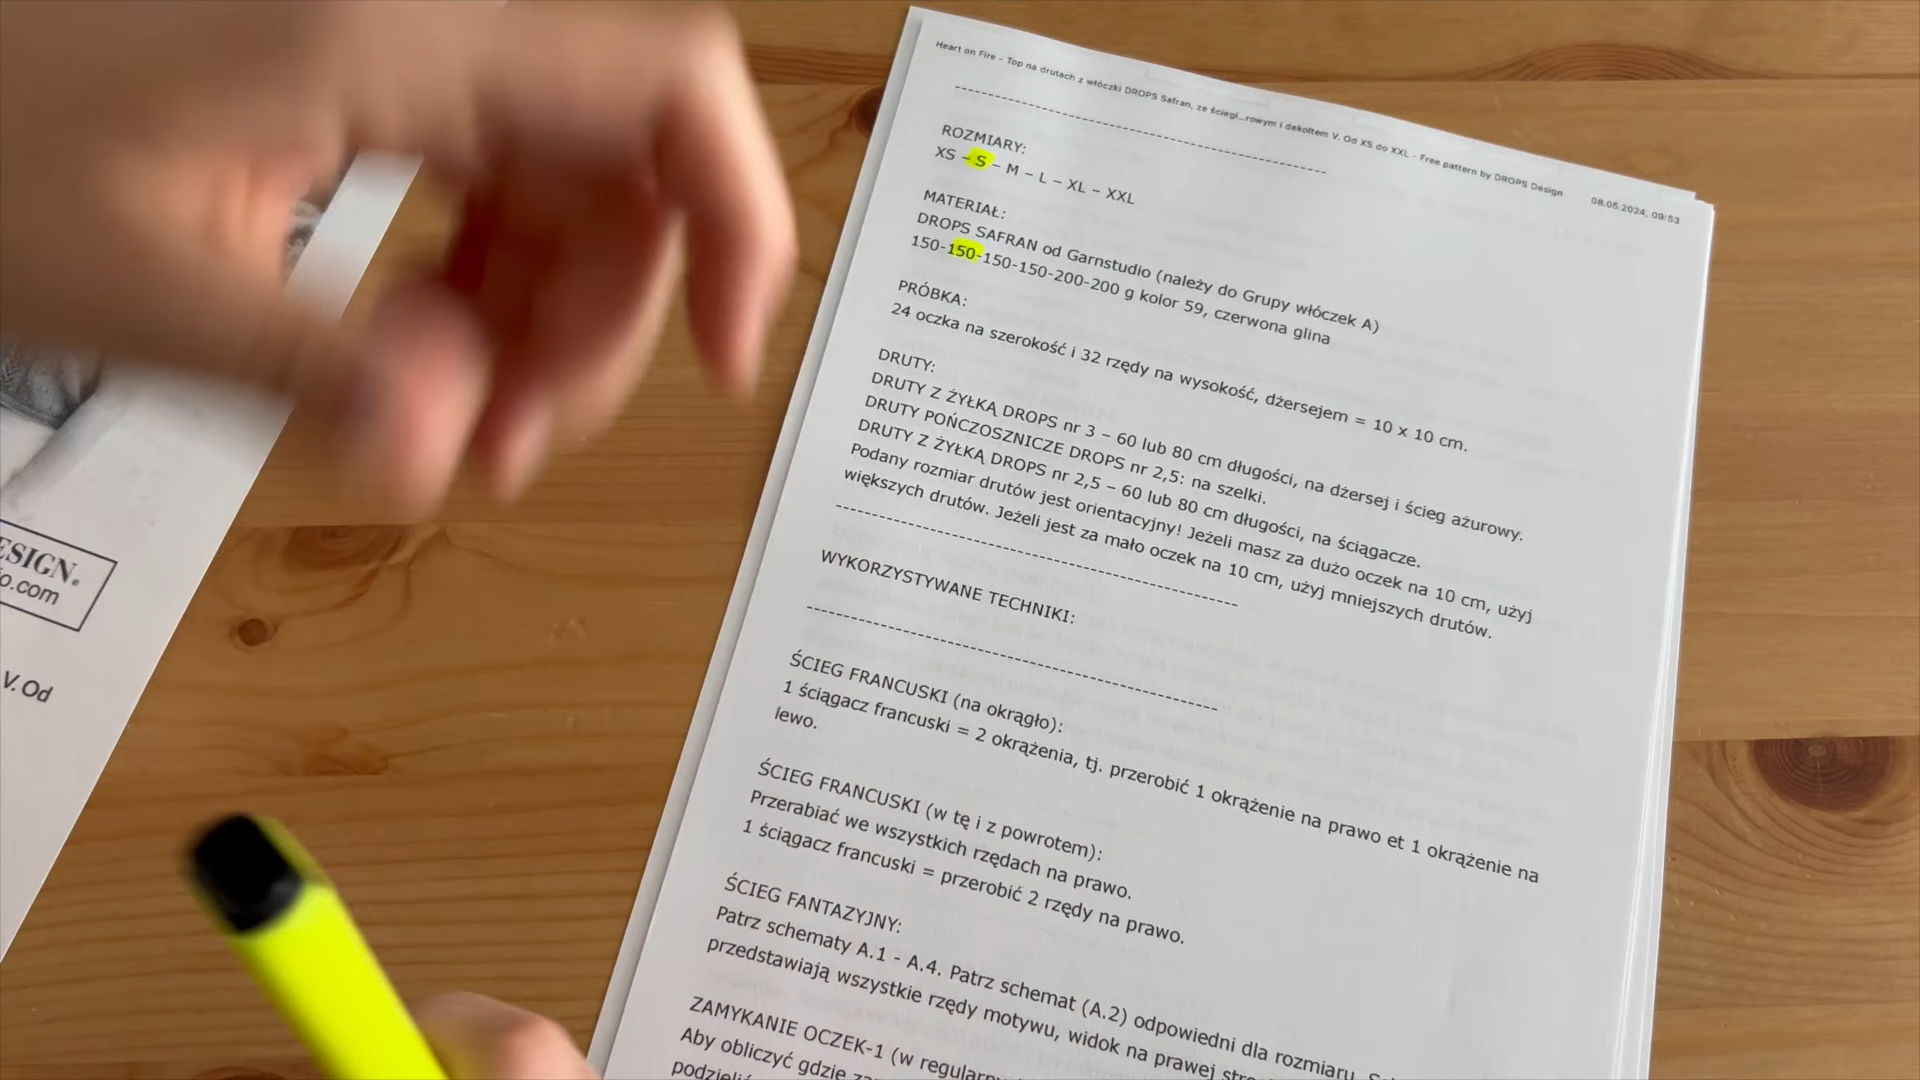 Heart on Fire - Top na drutach z włóczki DROPS Safran, ze ściegi...rowym i dekoltem V. Od XS do XXL - Free pattern by DROPS Design
08.05.2024, 09:53
ROZMIARY:
XS – S – M – L – XL – XXL
MATERIAŁ:
DROPS SAFRAN od Garnstudio (należy do Grupy włóczek A)
150-150-150-150-200-200 g kolor 59, czerwona glina
PRÓBKA:
24 oczka na szerokość i 32 rzędy na wysokość, dżersejem = 10 x 10 cm.
DRUTY:
DRUTY Z ŻYŁKĄ DROPS nr 3 – 60 lub 80 cm długości, na dżersej i ścieg ażurowy.
DRUTY POŃCZOSZNICZE DROPS nr 2,5: na szelki.
DRUTY Z ŻYŁKĄ DROPS nr 2,5 – 60 lub 80 cm długości, na ściągacze.
Podany rozmiar drutów jest orientacyjny! Jeżeli masz za dużo oczek na 10 cm, użyj
większych drutów. Jeżeli jest za mało oczek na 10 cm, użyj mniejszych drutów.
WYKORZYSTYWANE TECHNIKI:
ŚCIEG FRANCUSKI (na okrągło):
1 ściągacz francuski = 2 okrążenia, tj. przerobić 1 okrążenie na prawo et 1 okrążenie na
lewo.
ŚCIEG FRANCUSKI (w tę i z powrotem):
Przerabiać we wszystkich rzędach na prawo.
1 ściągacz francuski = przerobić 2 rzędy na prawo.
ŚCIEG FANTAZYJNY:
Patrz schematy A.1 - A.4. Patrz schemat (A.2) odpowiedni dla rozmiaru.
przedstawiają wszystkie rzędy motywu, widok na prawej
ZAMYKANIE OCZEK-1 (w
Aby obliczyć gdzie
ESIGN.
o.com
V. Od